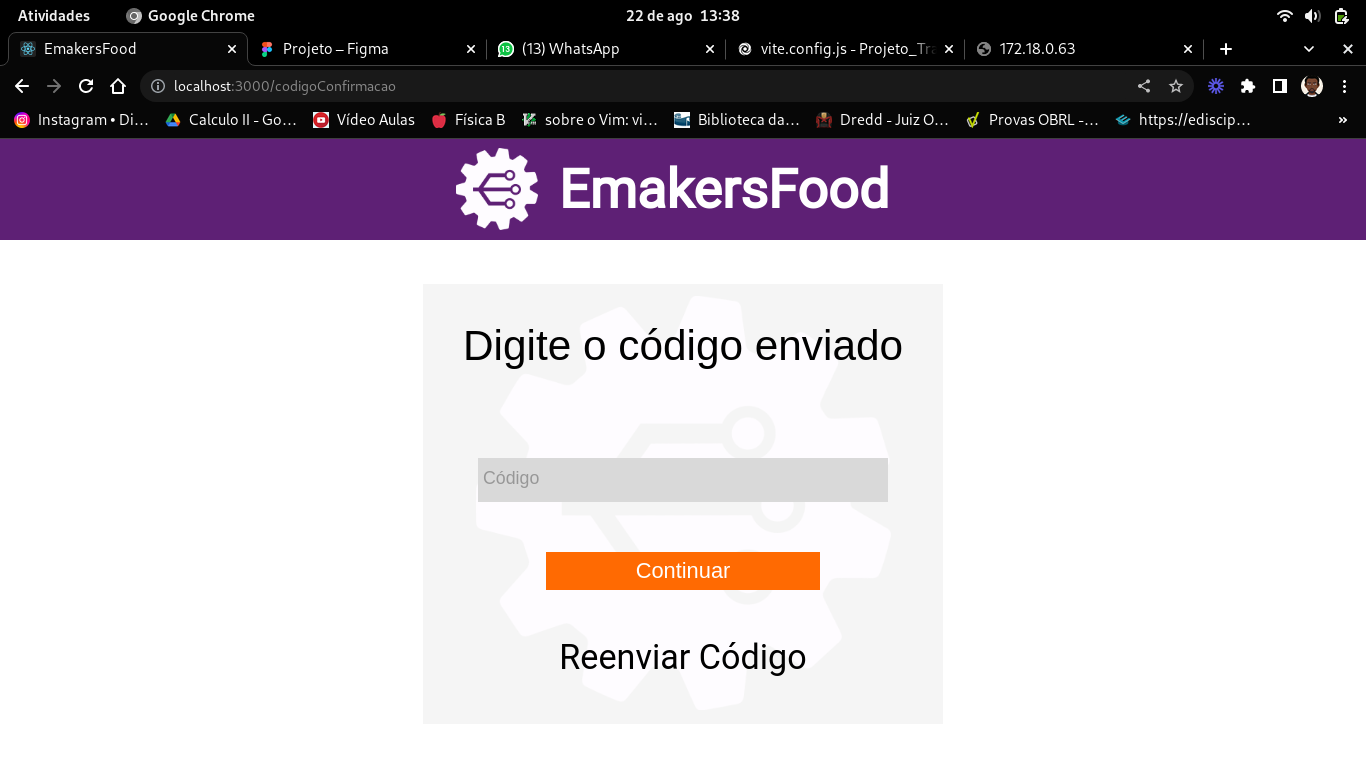 Atividades Google Chrome 22 de ago 13:38
EmakersFood Projeto – Figma (13) WhatsApp vite.config.js - Projeto_Tra 172.18.0.63
localhost:3000/codigoConfirmacao
Instagram • Di… Calculo II - Go… Vídeo Aulas Física B sobre o Vim: vi… Biblioteca da… Dredd - Juiz O… Provas OBRL -… https://ediscip… »
EmakersFood
Digite o código enviado
Código
Continuar
Reenviar Código